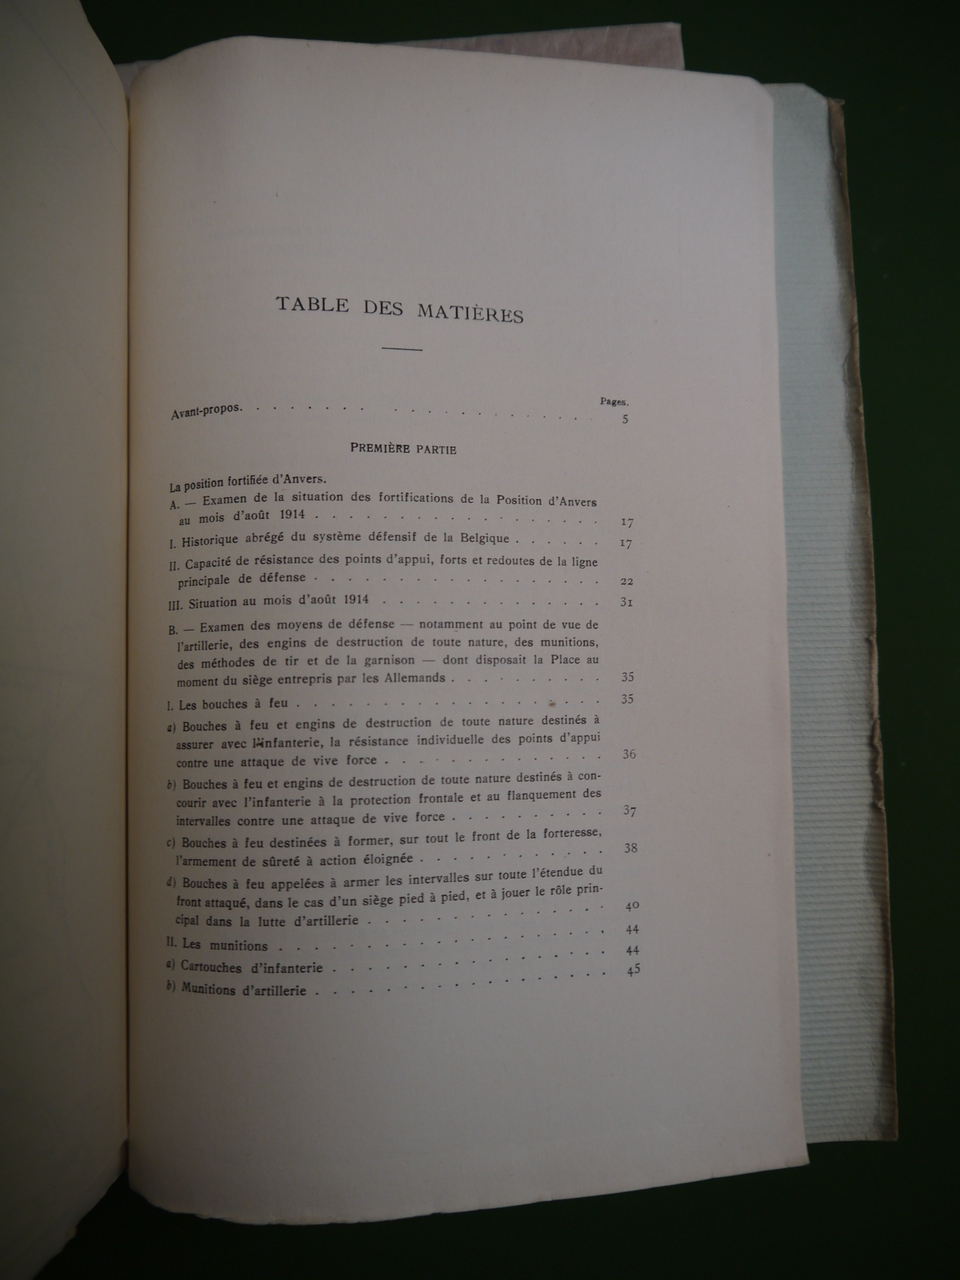 TABLE DES MATIÈRES
Pages.
Avant-propos. . . . . . . . . . . . . . . . . . . . . 5
PREMIÈRE PARTIE
La position fortifiée d'Anvers.
A. — Examen de la situation des fortifications de la Position d'Anvers
au mois d'août 1914 . . . . . . . . . . . . . . . . . 17
I. Historique abrégé du système défensif de la Belgique . . . . . . 17
II. Capacité de résistance des points d'appui, forts et redoutes de la ligne
principale de défense . . . . . . . . . . . . . . . . . 22
III. Situation au mois d'août 1914 . . . . . . . . . . . . . 31
B. — Examen des moyens de défense — notamment au point de vue de
l'artillerie, des engins de destruction de toute nature, des munitions,
des méthodes de tir et de la garnison — dont disposait la Place au
moment du siège entrepris par les Allemands . . . . . . . . . 35
I. Les bouches à feu . . . . . . . . . . . . . . . . . . 35
a) Bouches à feu et engins de destruction de toute nature destinés à
assurer avec l'infanterie, la résistance individuelle des points d'appui
contre une attaque de vive force . . . . . . . . . . . . . 36
b) Bouches à feu et engins de destruction de toute nature destinés à con-
courir avec l'infanterie à la protection frontale et au flanquement des
intervalles contre une attaque de vive force . . . . . . . . . 37
c) Bouches à feu destinées à former, sur tout le front de la forteresse,
l'armement de sûreté à action éloignée . . . . . . . . . . . 38
d) Bouches à feu appelées à armer les intervalles sur toute l'étendue du
front attaqué, dans le cas d'un siège pied à pied, et à jouer le rôle prin-
cipal dans la lutte d'artillerie . . . . . . . . . . . . . . 40
II. Les munitions . . . . . . . . . . . . . . . . . . . 44
a) Cartouches d'infanterie . . . . . . . . . . . . . . . . 44
b) Munitions d'artillerie . . . . . . . . . . . . . . . . . 45